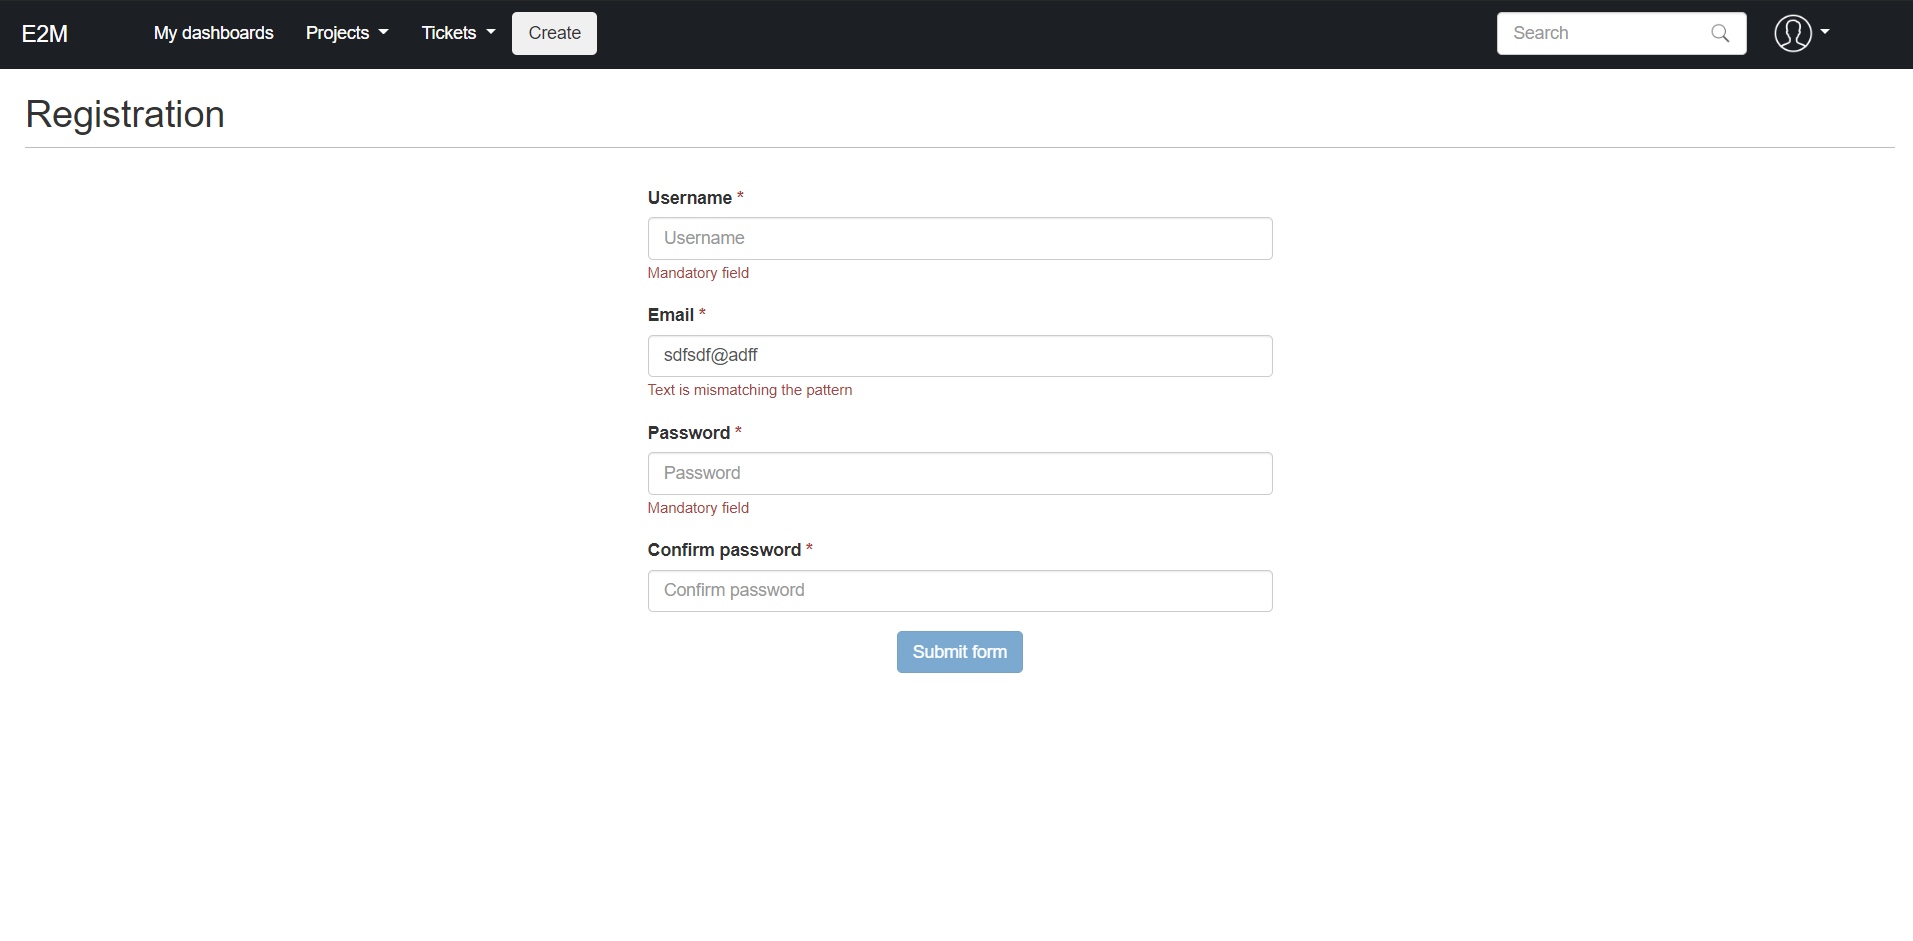 E2M My dashboards Projects Tickets Create Search
Registration
Username *
Username
Mandatory field
Email *
sdfsdf@adff
Text is mismatching the pattern
Password *
Password
Mandatory field
Confirm password *
Confirm password
Submit form